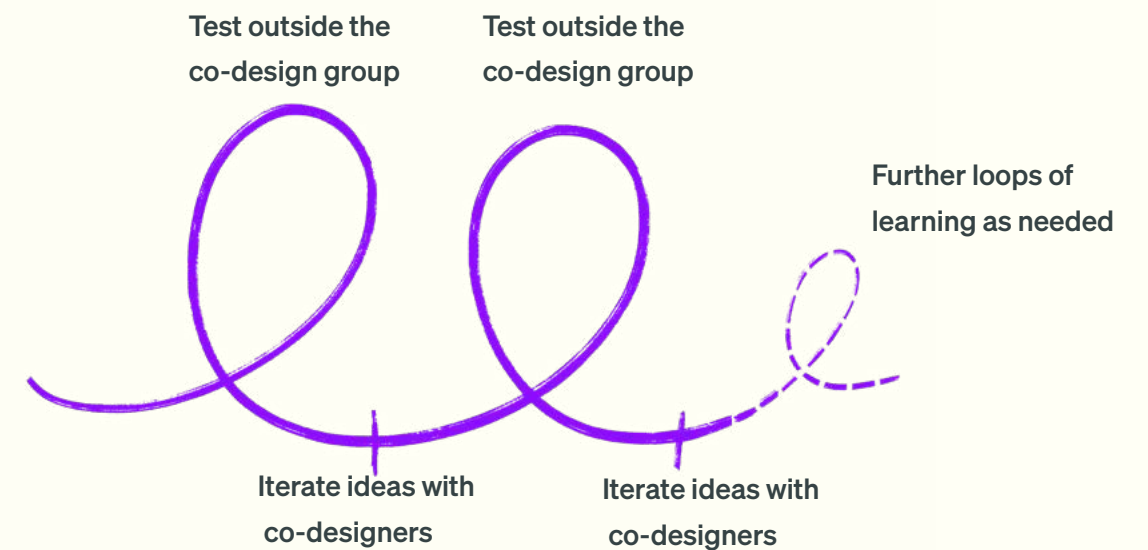 Test outside the
co-design group
Test outside the
co-design group
Further loops of
learning as needed
Iterate ideas with
co-designers
Iterate ideas with
co-designers